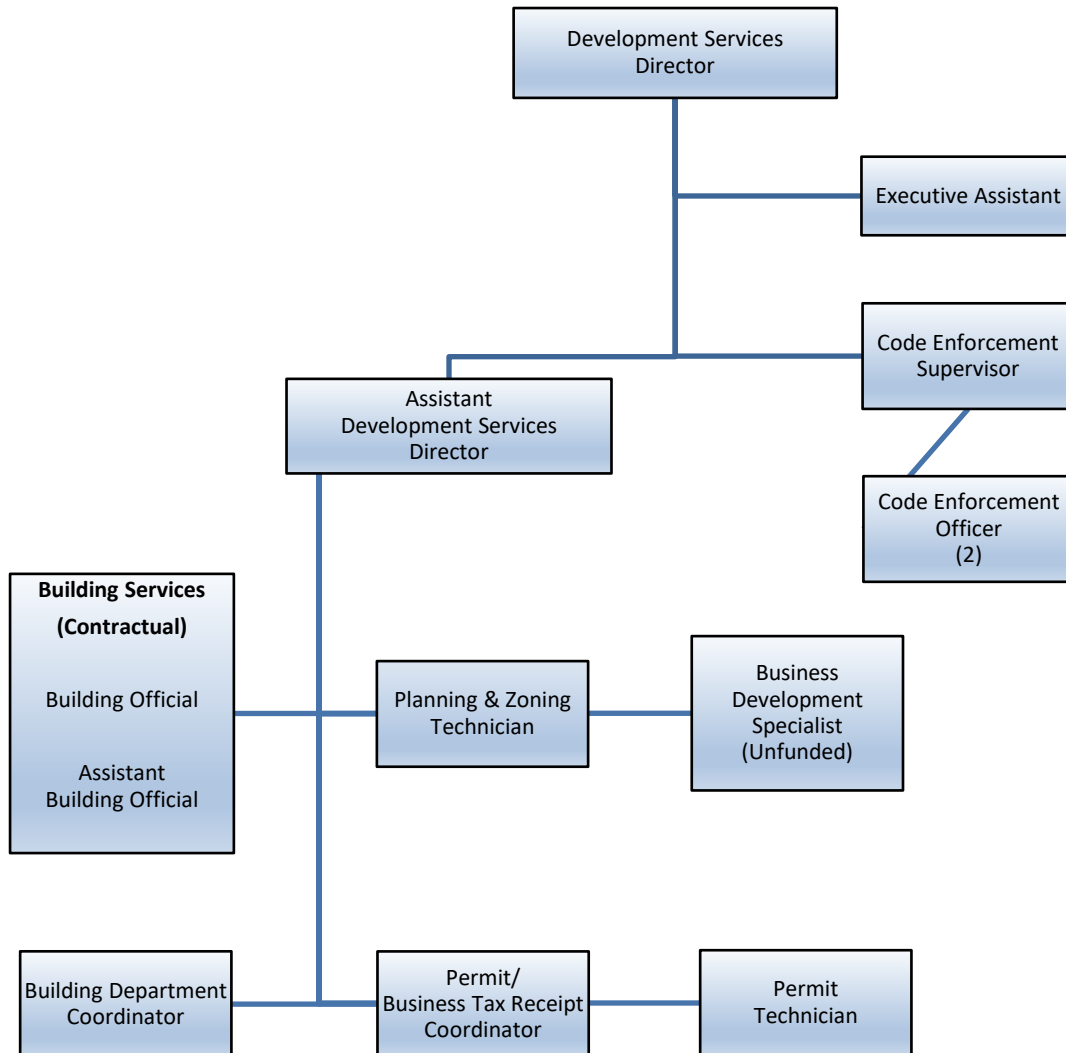 Development Services
Director
Executive Assistant
Code Enforcement
Supervisor
Assistant
Development Services
Director
Code Enforcement
Officer
(2)
Building Services
(Contractual)
Building Official
Assistant
Building Official
Planning & Zoning
Technician
Business
Development
Specialist
(Unfunded)
Building Department
Coordinator
Permit/
Business Tax Receipt
Coordinator
Permit
Technician